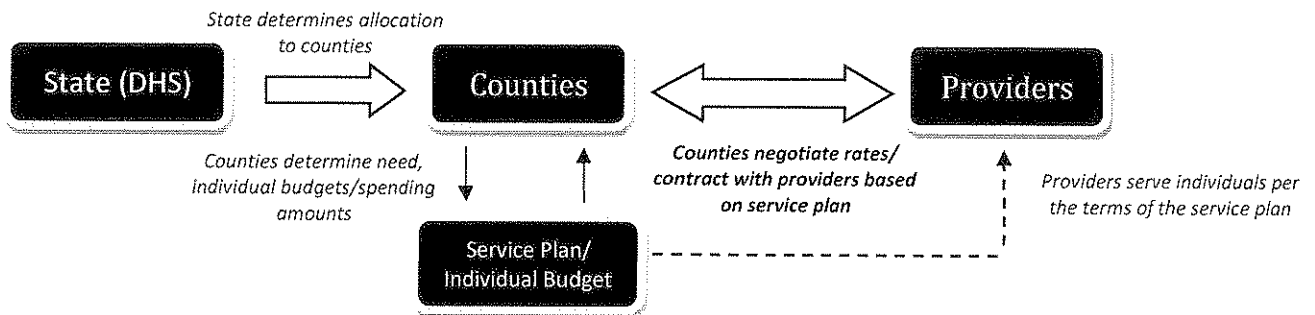 State determines allocation
to counties
State (DHS)
Counties
Providers
Counties determine need,
individual budgets/spending
amounts
Counties negotiate rates/
contract with providers based
on service plan
Providers serve individuals per
the terms of the service plan
Service Plan/
Individual Budget